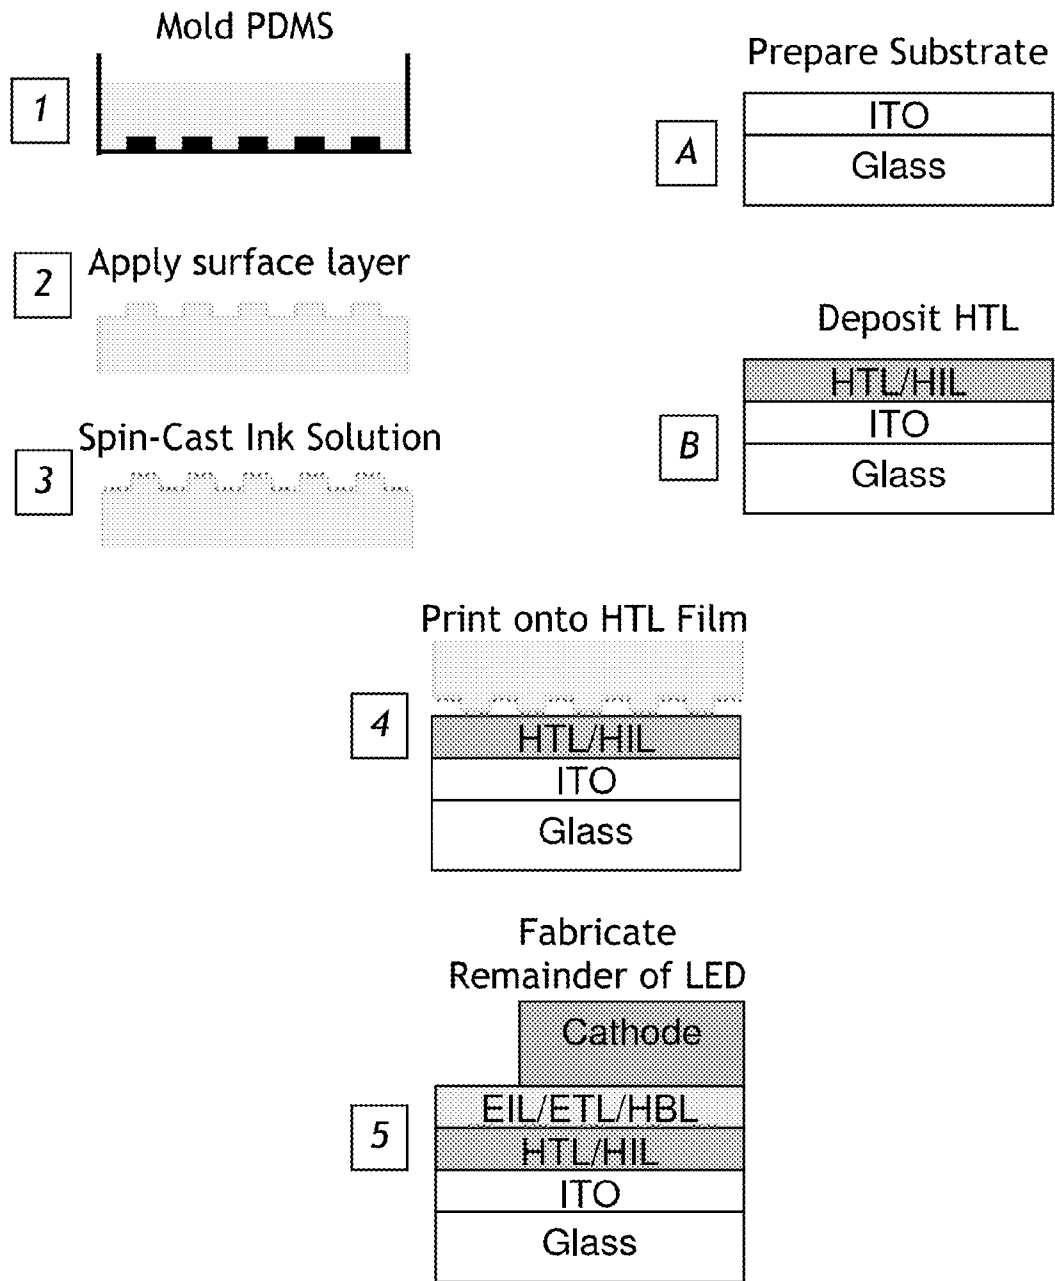 Mold PDMS
1
Prepare Substrate
A
ITO
Glass
2
Apply surface layer
Deposit HTL
B
HTL/HIL
ITO
Glass
3
Spin-Cast Ink Solution
Print onto HTL Film
4
HTL/HIL
ITO
Glass
Fabricate
Remainder of LED
5
Cathode
EIL/ETL/HBL
HTL/HIL
ITO
Glass